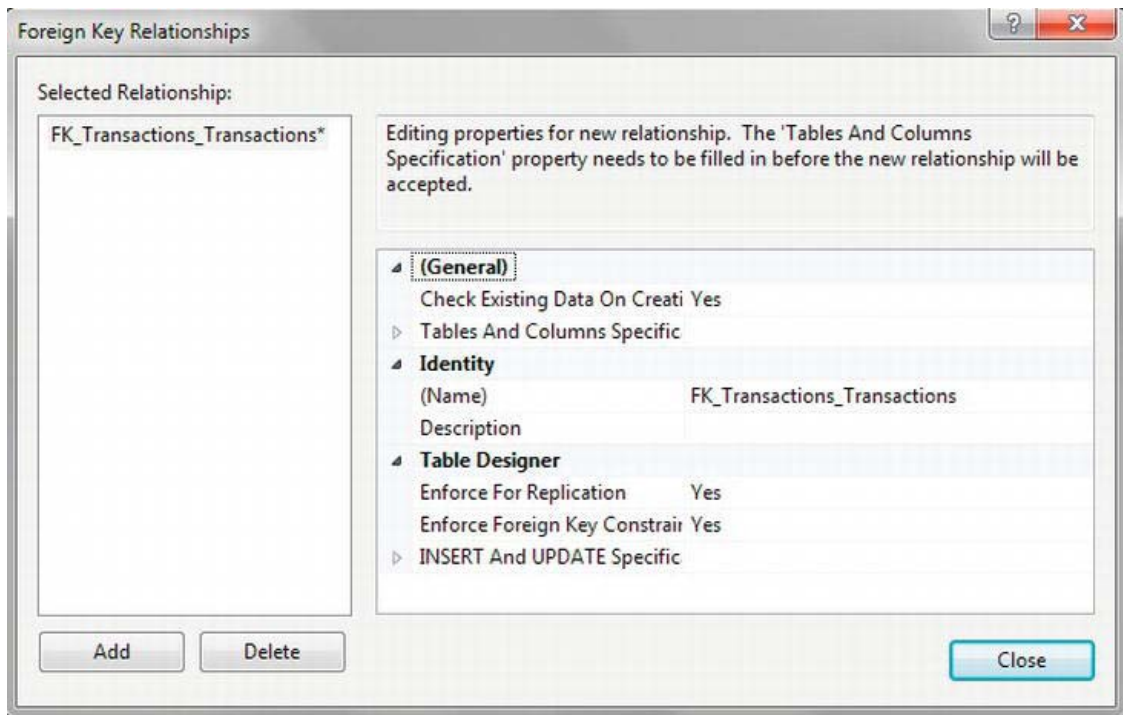 Foreign Key Relationships
Selected Relationship:
FK_Transactions_Transactions*
Editing properties for new relationship. The 'Tables And Columns
Specification' property needs to be filled in before the new relationship will be
accepted.
(General)
Check Existing Data On Creati Yes
Tables And Columns Specific
Identity
(Name) FK_Transactions_Transactions
Description
Table Designer
Enforce For Replication Yes
Enforce Foreign Key Constrair Yes
INSERT And UPDATE Specific
Add Delete
Close